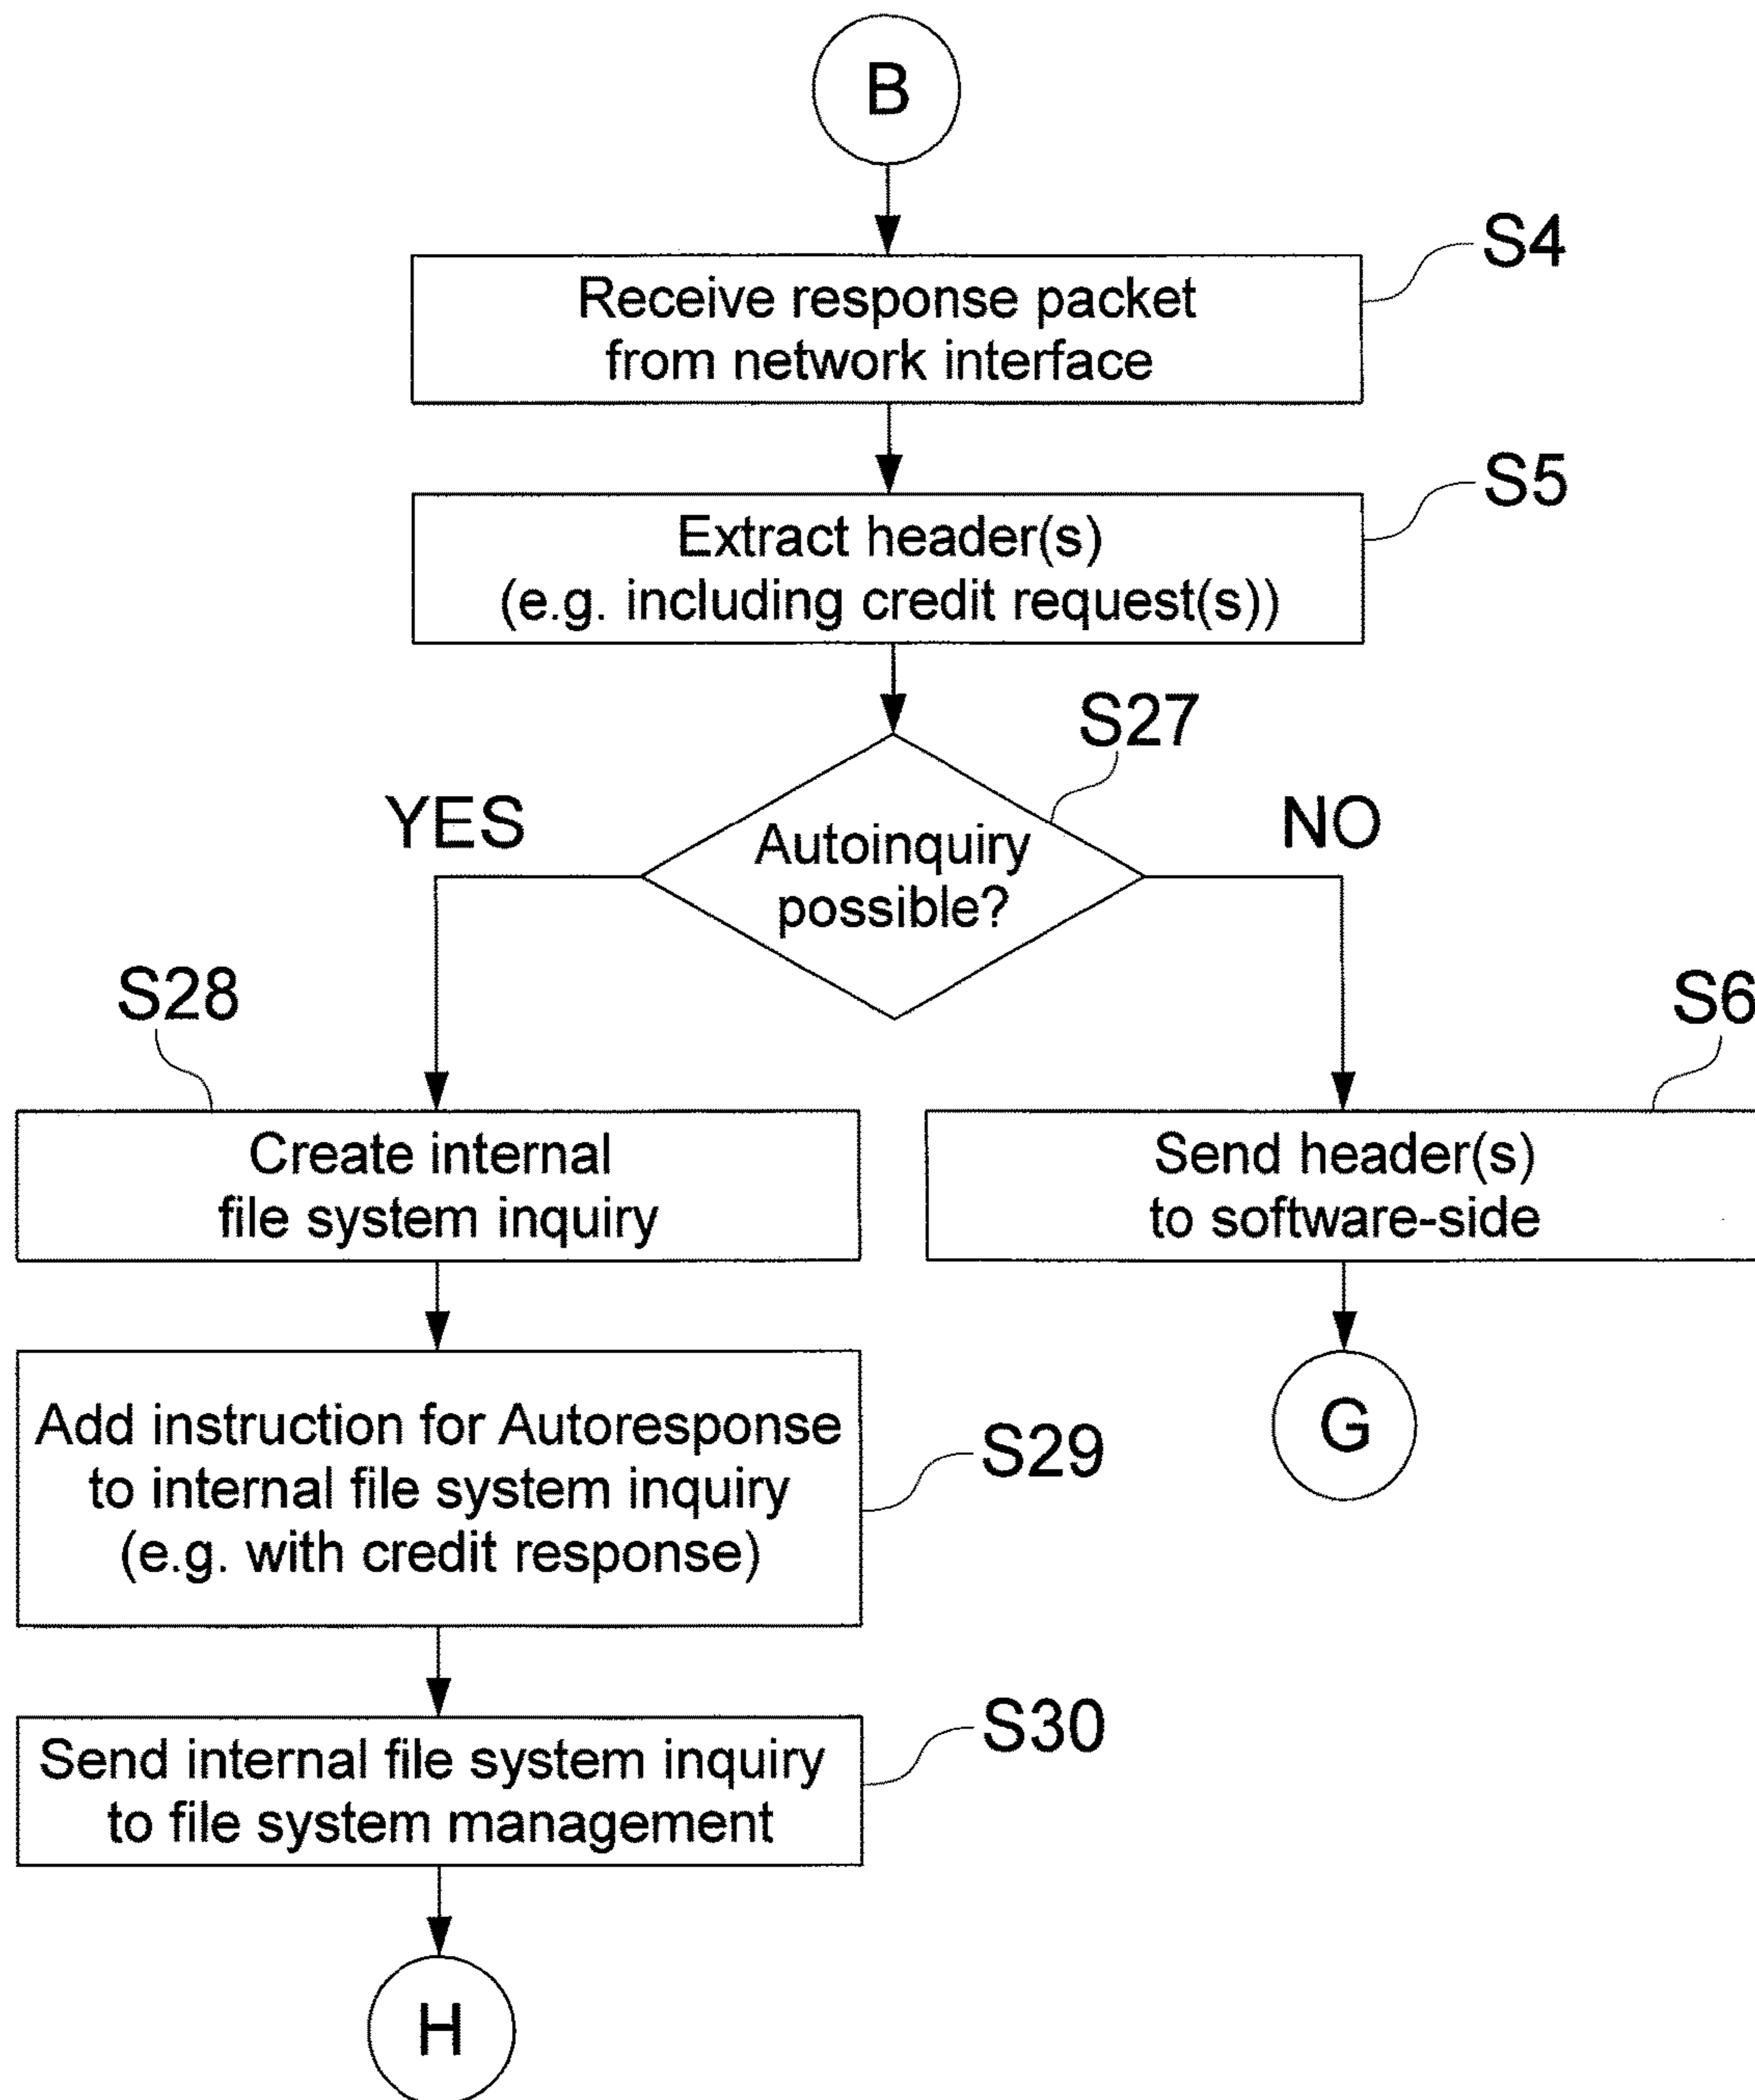 B
S4
Receive response packet
from network interface
S5
Extract header(s)
(e.g. including credit request(s))
S27
YES
NO
Autoinquiry
possible?
S28
S6
Create internal
file system inquiry
Send header(s)
to software-side
Add instruction for Autoresponse
to internal file system inquiry
(e.g. with credit response)
S29
G
Send internal file system inquiry
to file system management
S30
H